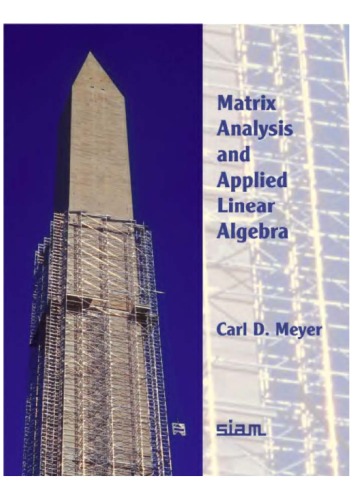 Matrix
Analysis
and
Applied
Linear
Algebra
Carl D. Meyer
siam